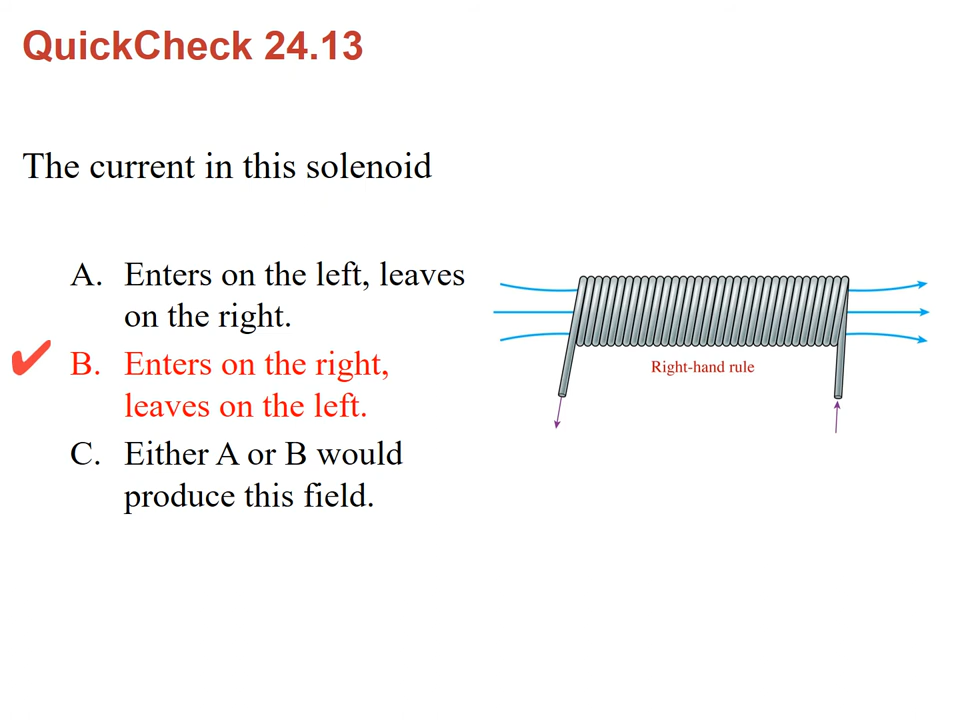 QuickCheck 24.13
The current in this solenoid
A. Enters on the left, leaves
on the right.
B. Enters on the right,
leaves on the left.
C. Either A or B would
produce this field.
Right-hand rule